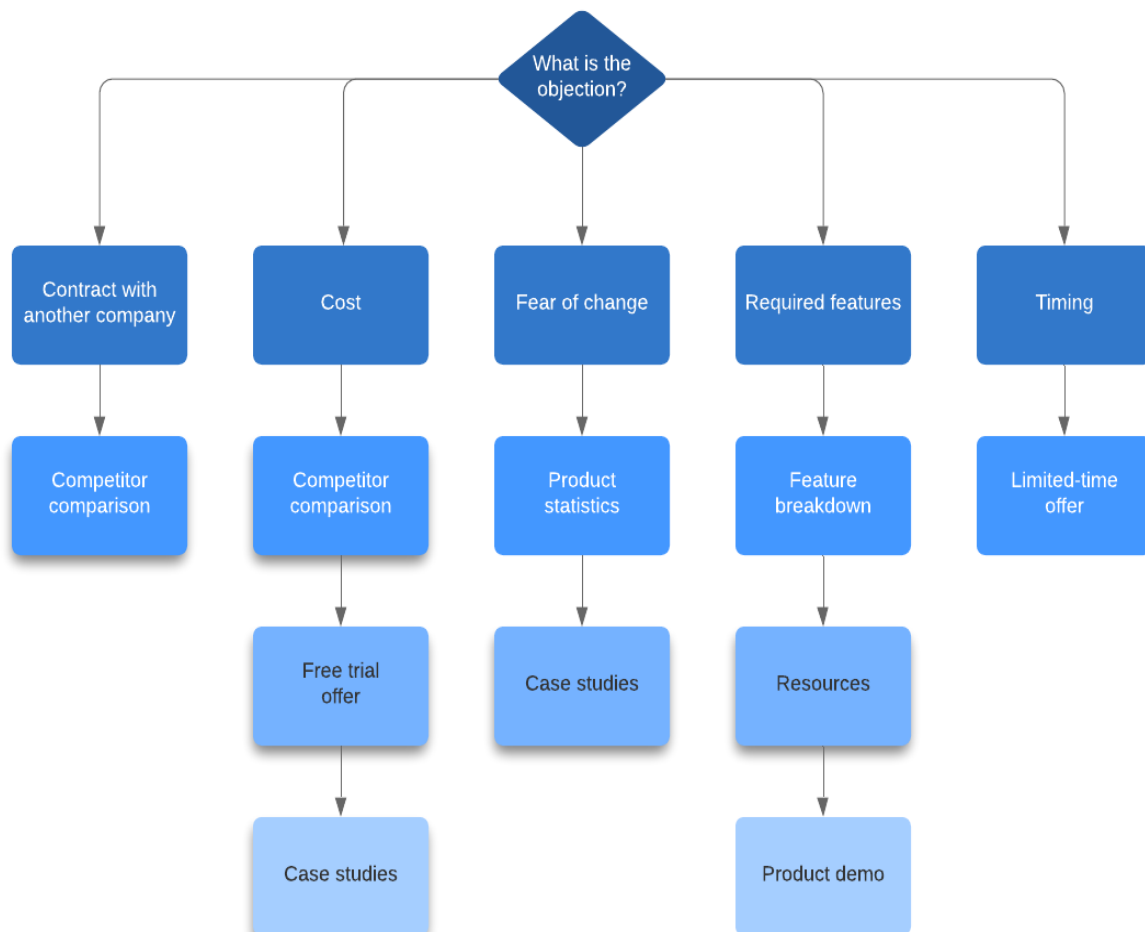 What is the
objection?
Contract with
another company
Cost
Fear of change
Required features
Timing
Competitor
comparison
Competitor
comparison
Product
statistics
Feature
breakdown
Limited-time
offer
Free trial
offer
Case studies
Resources
Case studies
Product demo